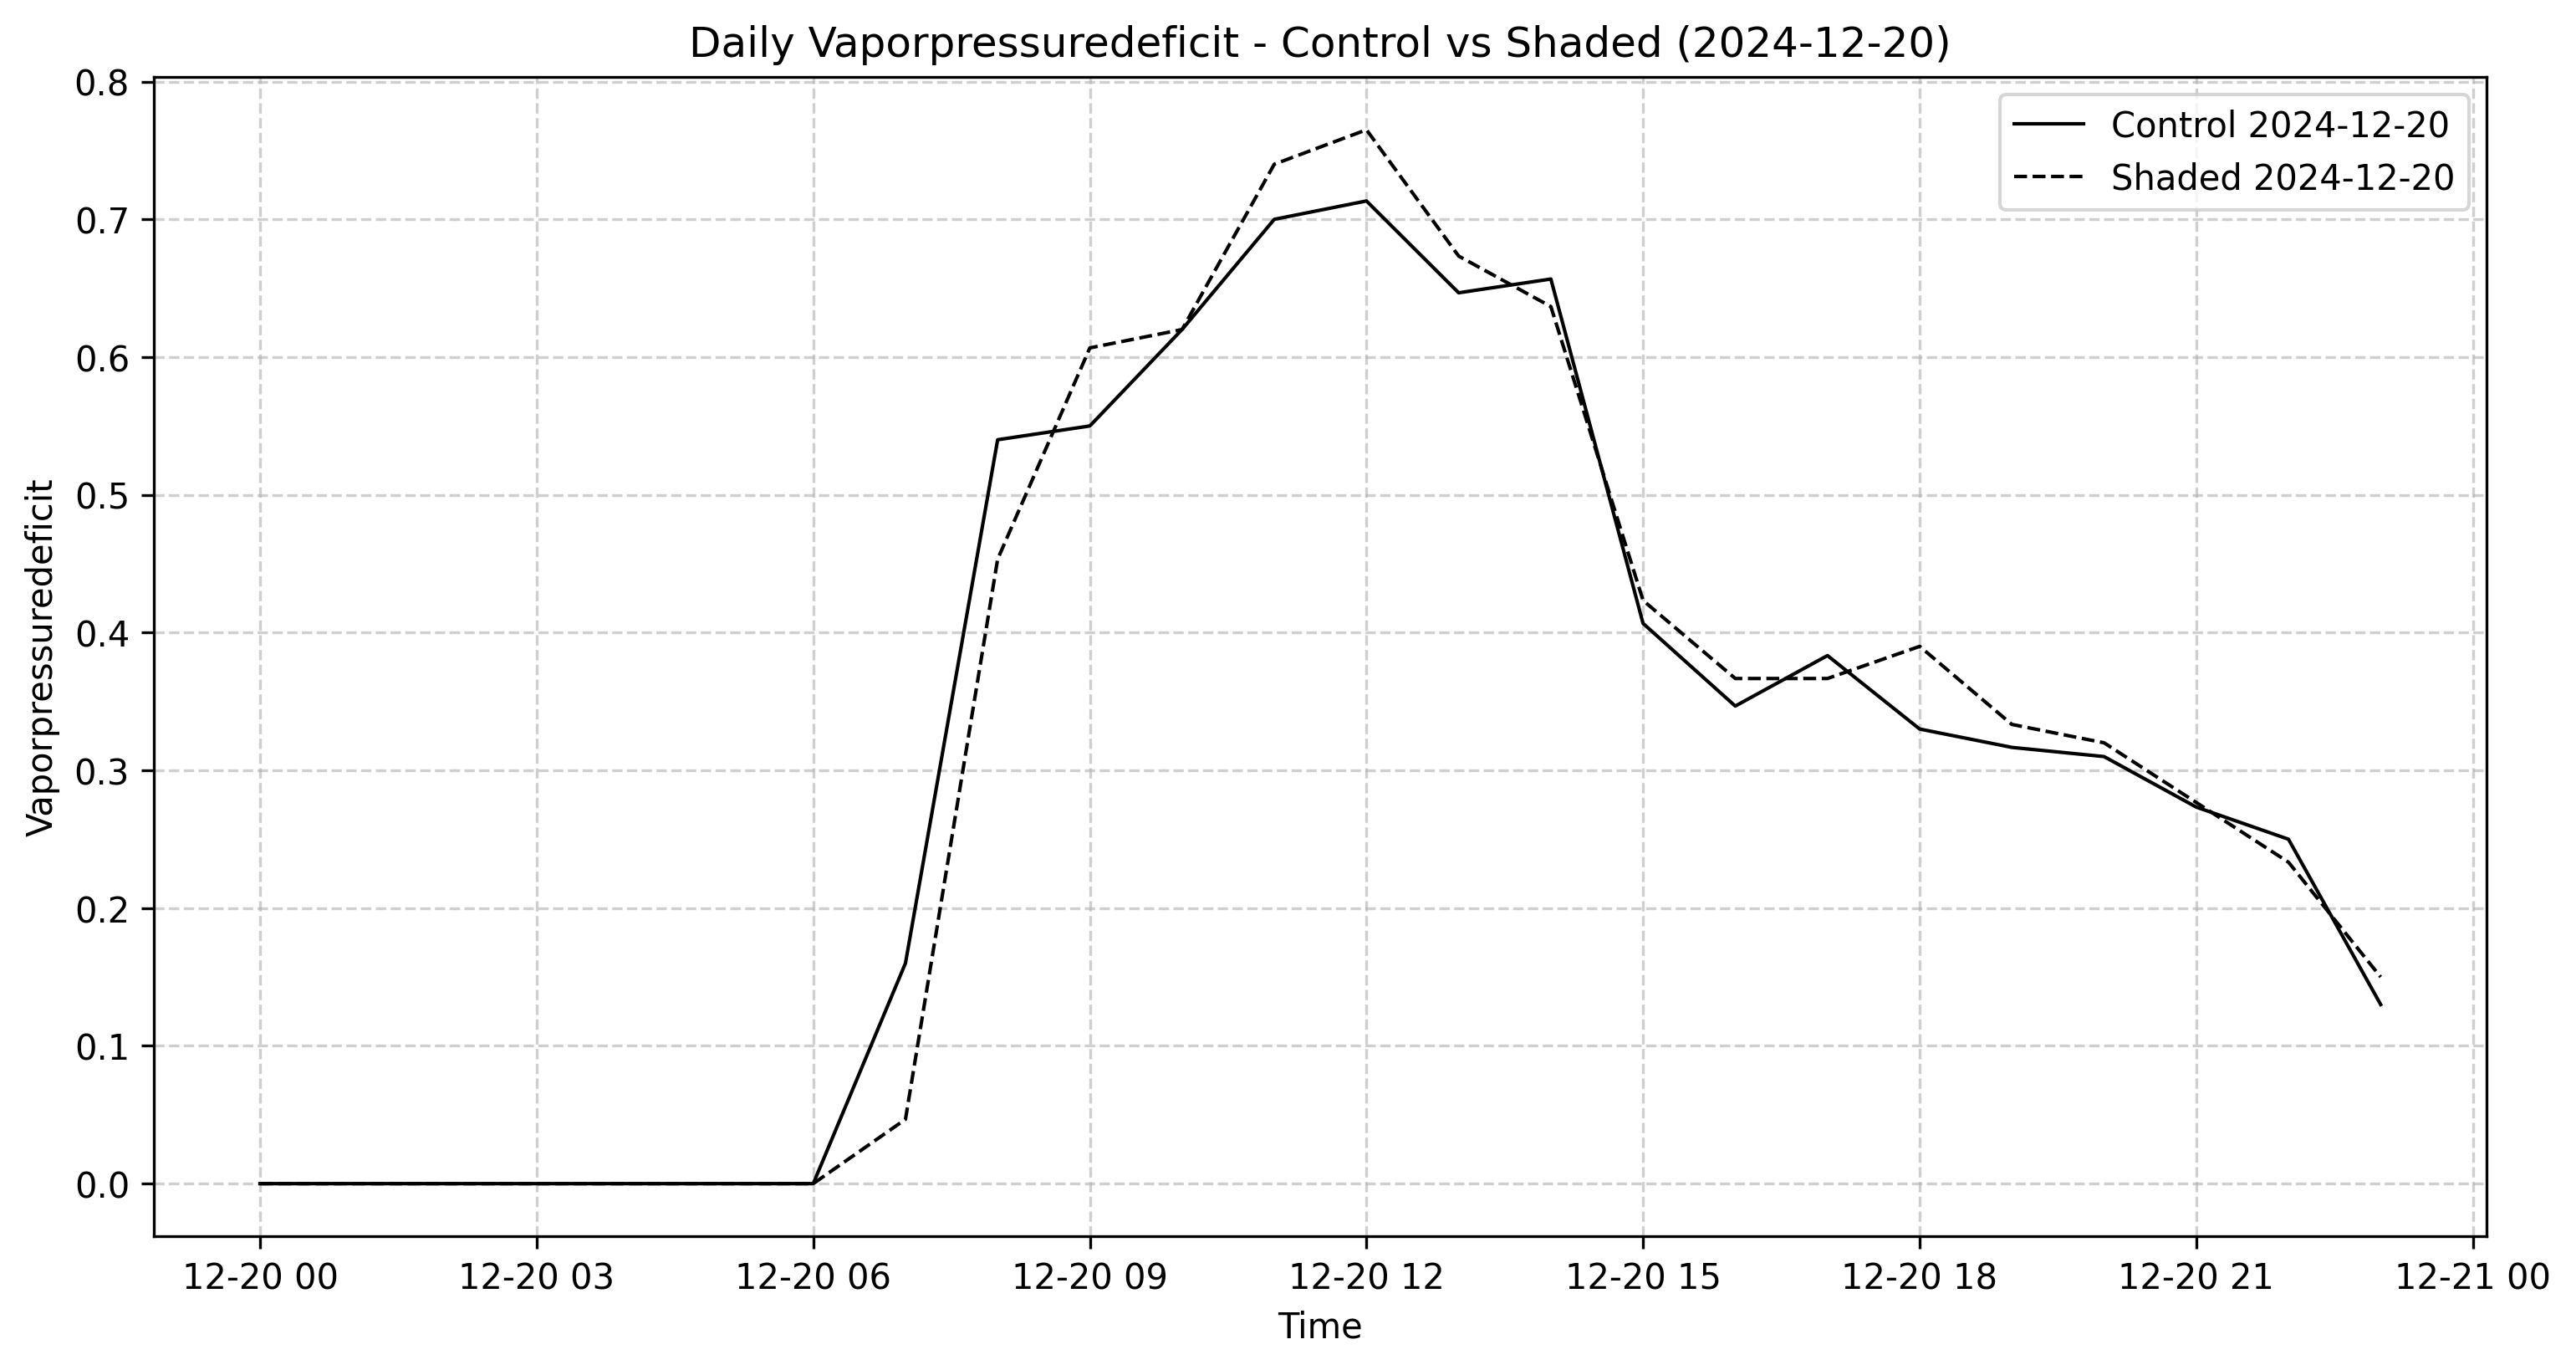 Daily Vaporpressuredeficit - Control vs Shaded (2024-12-20)
Control 2024-12-20
Shaded 2024-12-20
Vaporpressuredeficit
0.8
0.7
0.6
0.5
0.4
0.3
0.2
0.1
0.0
12-20 00 12-20 03 12-20 06 12-20 09 12-20 12 12-20 15 12-20 18 12-20 21 12-21 00
Time